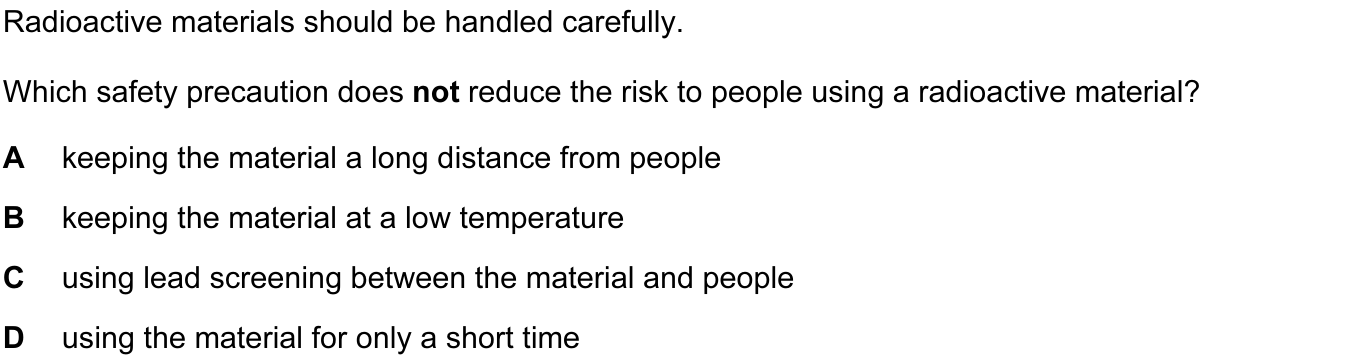 Radioactive materials should be handled carefully.
Which safety precaution does not reduce the risk to people using a radioactive material?
A keeping the material a long distance from people
B keeping the material at a low temperature
C using lead screening between the material and people
D using the material for only a short time